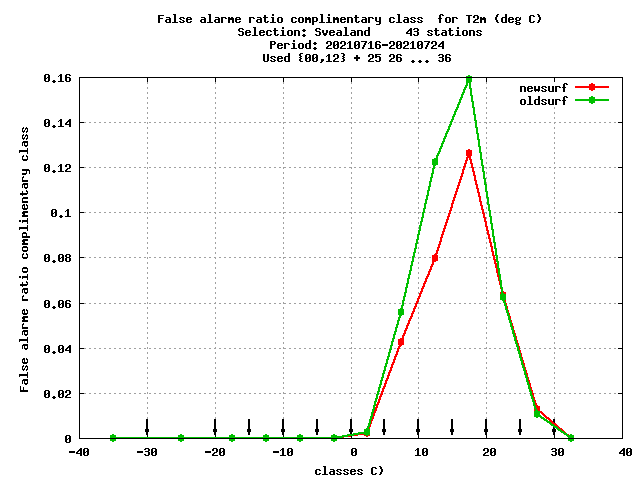 False alarme ratio complimentary class  for T2m (deg C)
Selection: Svealand     43 stations
Period: 20210716-20210724
Used {00,12} + 25 26 ... 36
newsurf
oldsurf
False alarme ratio complimentary class
0.16
0.14
0.12
0.1
0.08
0.06
0.04
0.02
0
-40 -30 -20 -10 0 10 20 30 40
classes C)